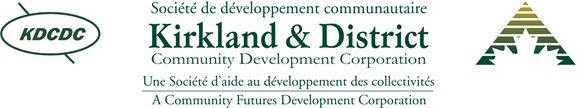 KDCDC
Société de développement communautaire
Kirkland & District
Community Development Corporation
Une Société d'aide au développement des collectivités
A Community Futures Development Corporation